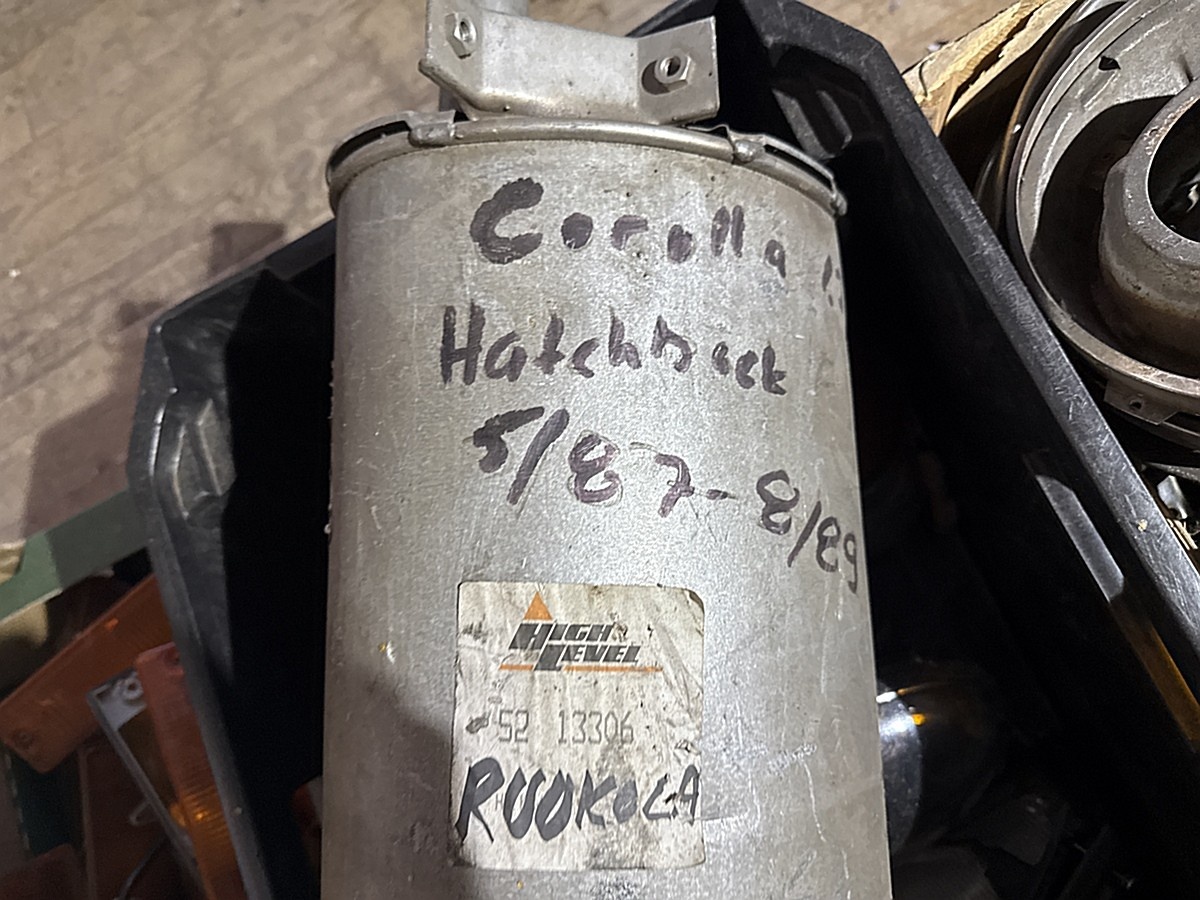 Corolla
Hatchback
5/87-8/89
HIGH
LEVEL
52 13306
RUOKOLA